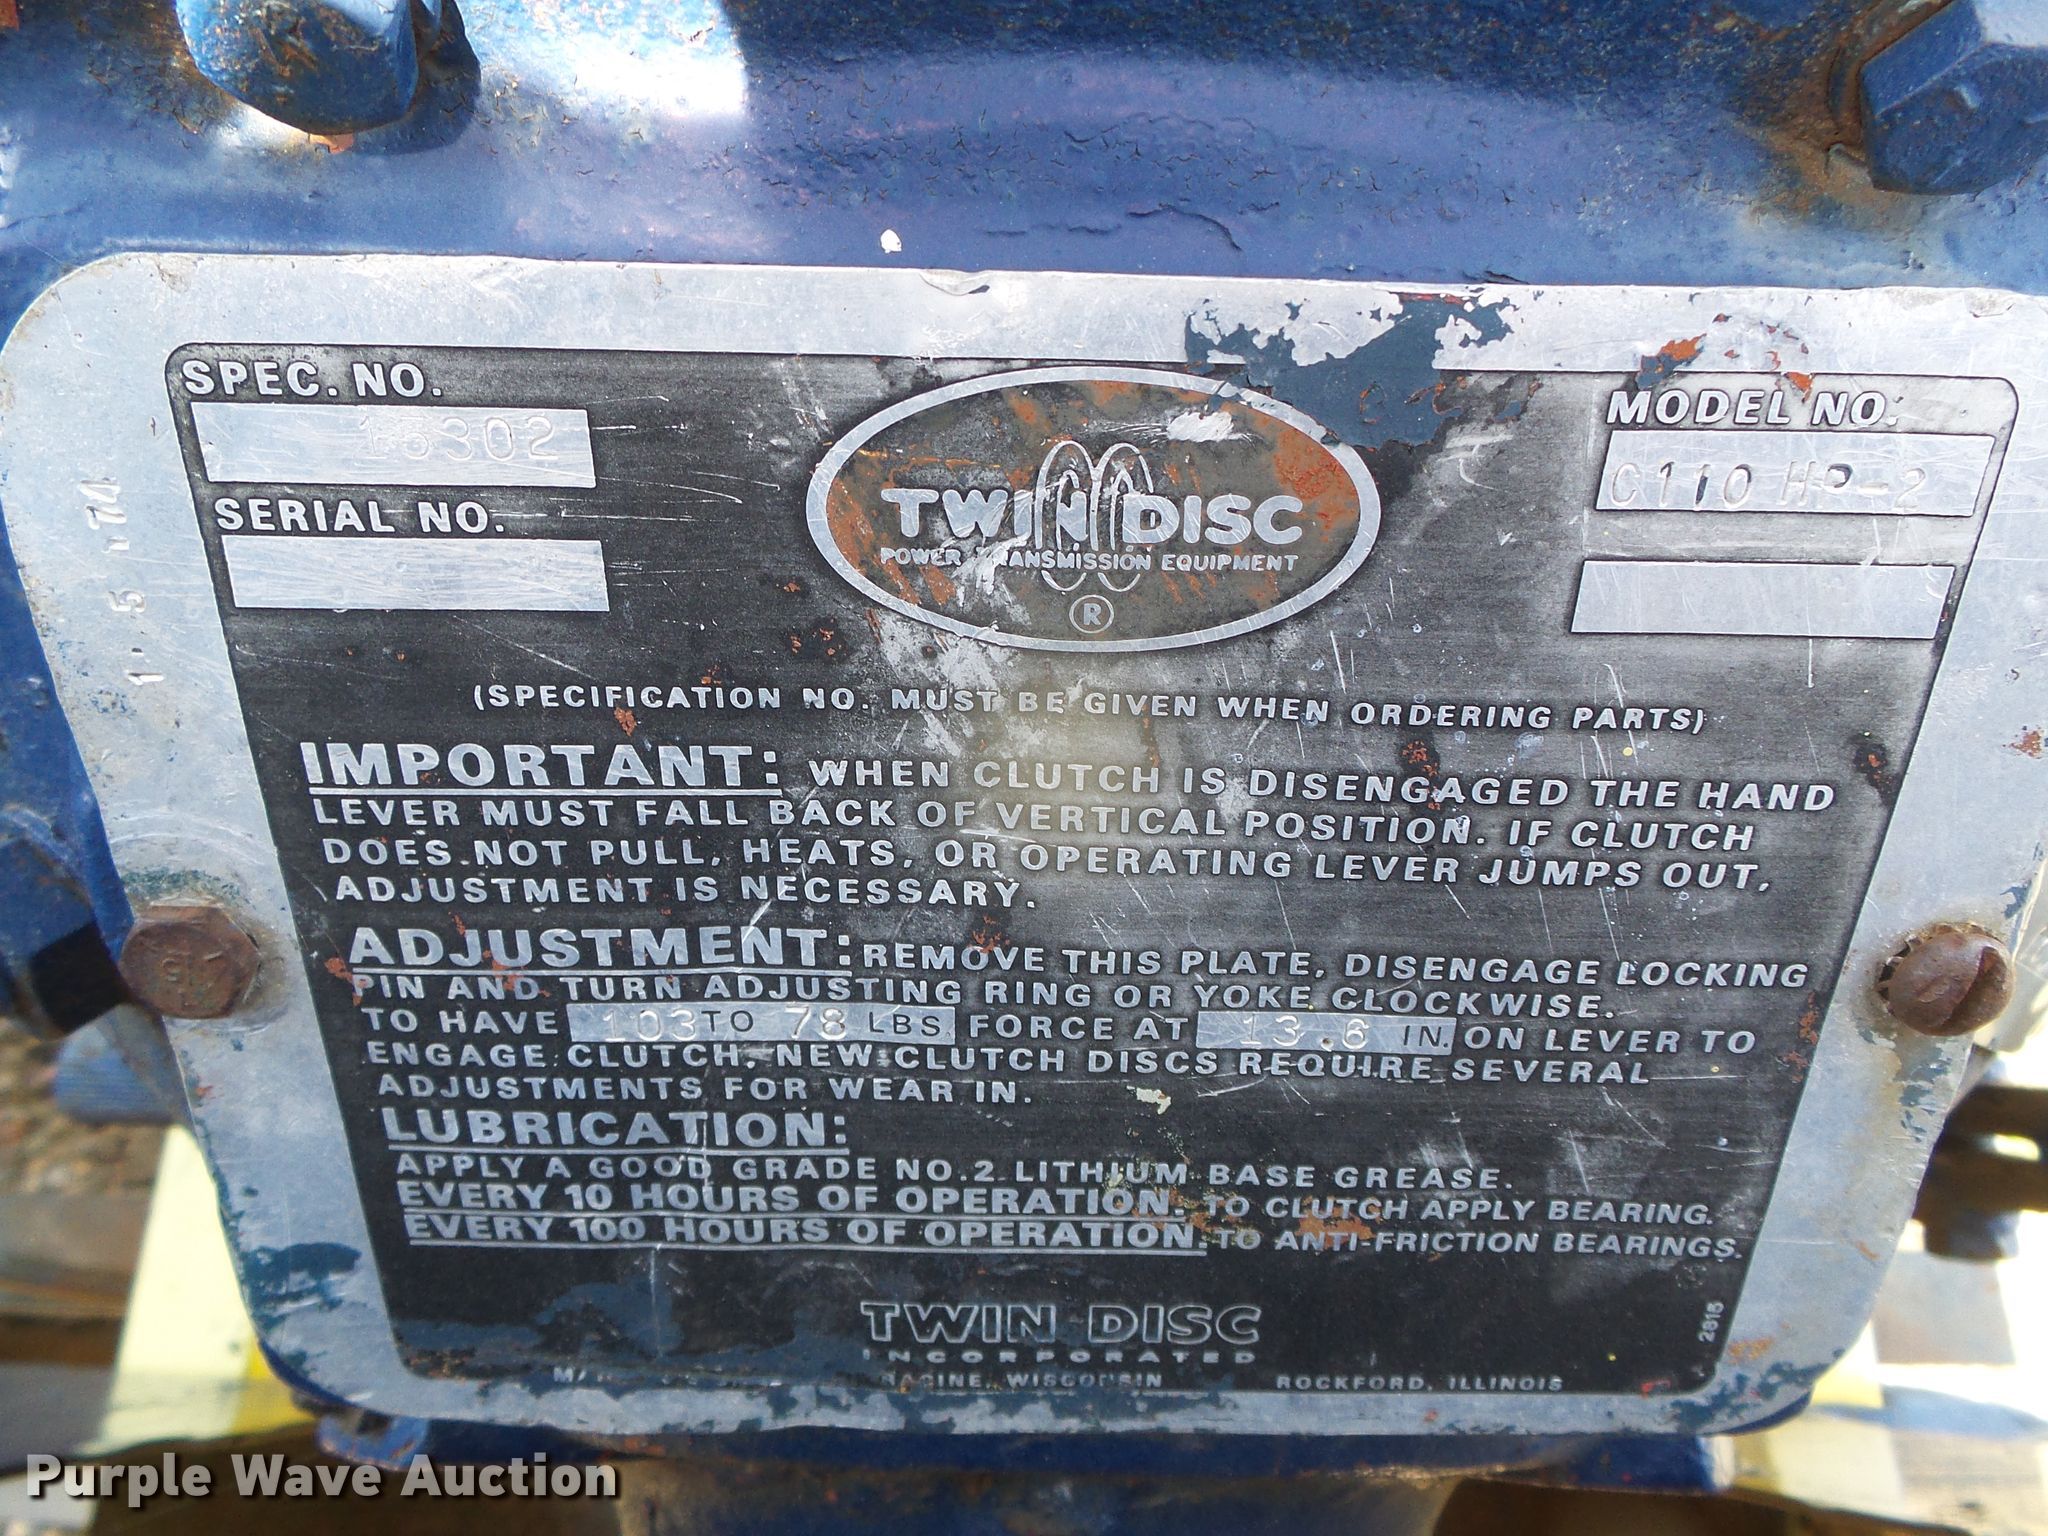 SPEC. NO.
302
SERIAL NO.
1-5174
TWIN DISC
POWER TRANSMISSION EQUIPMENT
®
MODEL NO.
C110 HP-2
(SPECIFICATION NO. MUST BE GIVEN WHEN ORDERING PARTS)
IMPORTANT: WHEN CLUTCH IS DISENGAGED THE HAND
LEVER MUST FALL BACK OF VERTICAL POSITION. IF CLUTCH
DOES NOT PULL, HEATS, OR OPERATING LEVER JUMPS OUT,
ADJUSTMENT IS NECESSARY.
ADJUSTMENT: REMOVE THIS PLATE, DISENGAGE LOCKING
PIN AND TURN ADJUSTING RING OR YOKE CLOCKWISE.
TO HAVE 103 TO 78 LBS. FORCE AT 13.6 IN. ON LEVER TO
ENGAGE CLUTCH, NEW CLUTCH DISCS REQUIRE SEVERAL
ADJUSTMENTS FOR WEAR IN.
LUBRICATION:
APPLY A GOOD GRADE NO.2 LITHIUM BASE GREASE.
EVERY 10 HOURS OF OPERATION: TO CLUTCH APPLY BEARING.
EVERY 100 HOURS OF OPERATION: TO ANTI-FRICTION BEARINGS.
TWIN DISC
INCORPORATED
RACINE, WISCONSIN ROCKFORD, ILLINOIS
2815
Purple Wave Auction